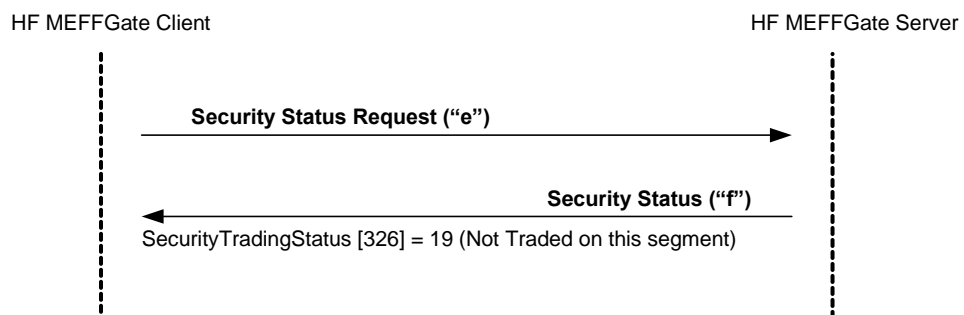 HF MEFFGate Client
HF MEFFGate Server
Security Status Request (“e”)
Security Status (“f”)
SecurityTradingStatus [326] = 19 (Not Traded on this segment)